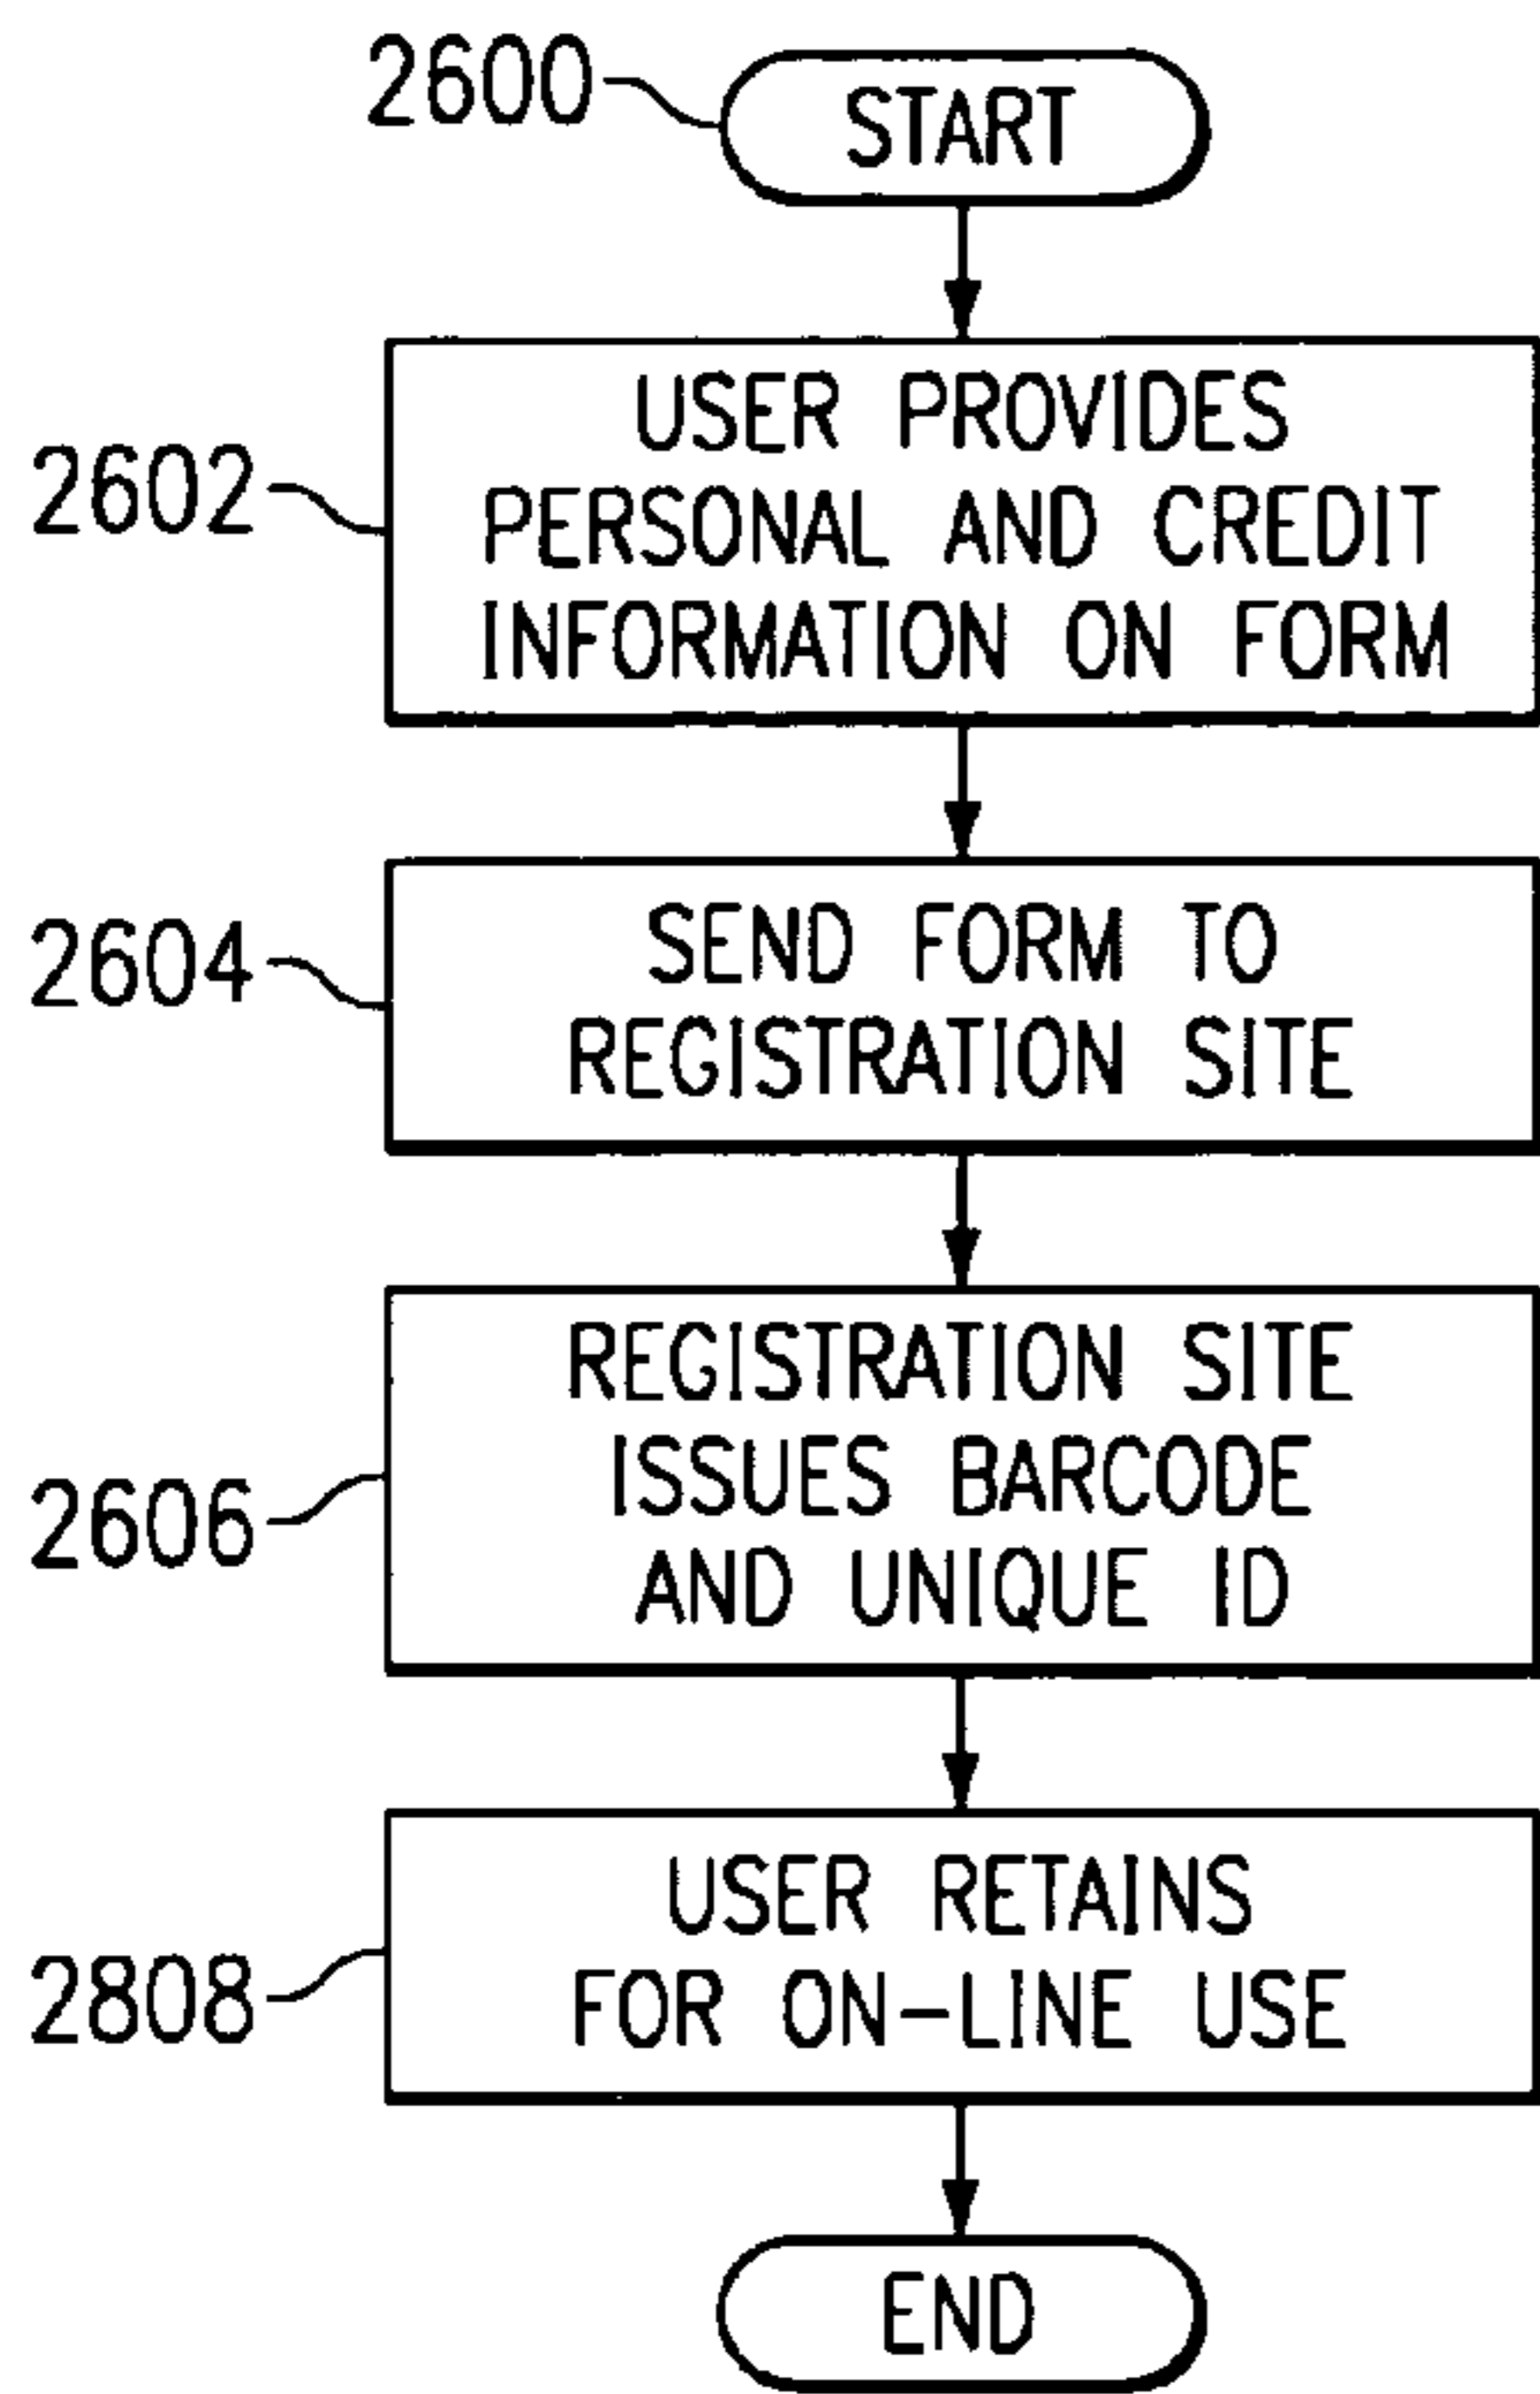 2600
START
2602
USER PROVIDES
PERSONAL AND CREDIT
INFORMATION ON FORM
2604
SEND FORM TO
REGISTRATION SITE
2606
REGISTRATION SITE
ISSUES BARCODE
AND UNIQUE ID
2808
USER RETAINS
FOR ON-LINE USE
END